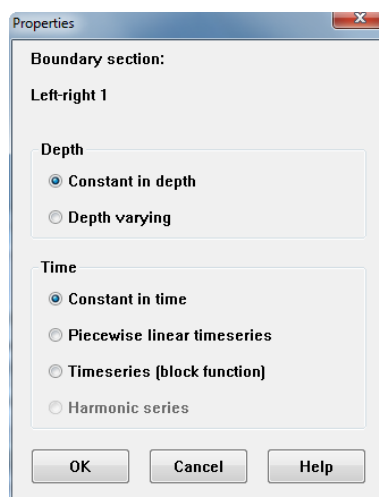 Properties
Boundary section:
Left-right 1
Depth
Constant in depth
Depth varying
Time
Constant in time
Piecewise linear timeseries
Timeseries (block function)
Harmonic series
OK Cancel Help